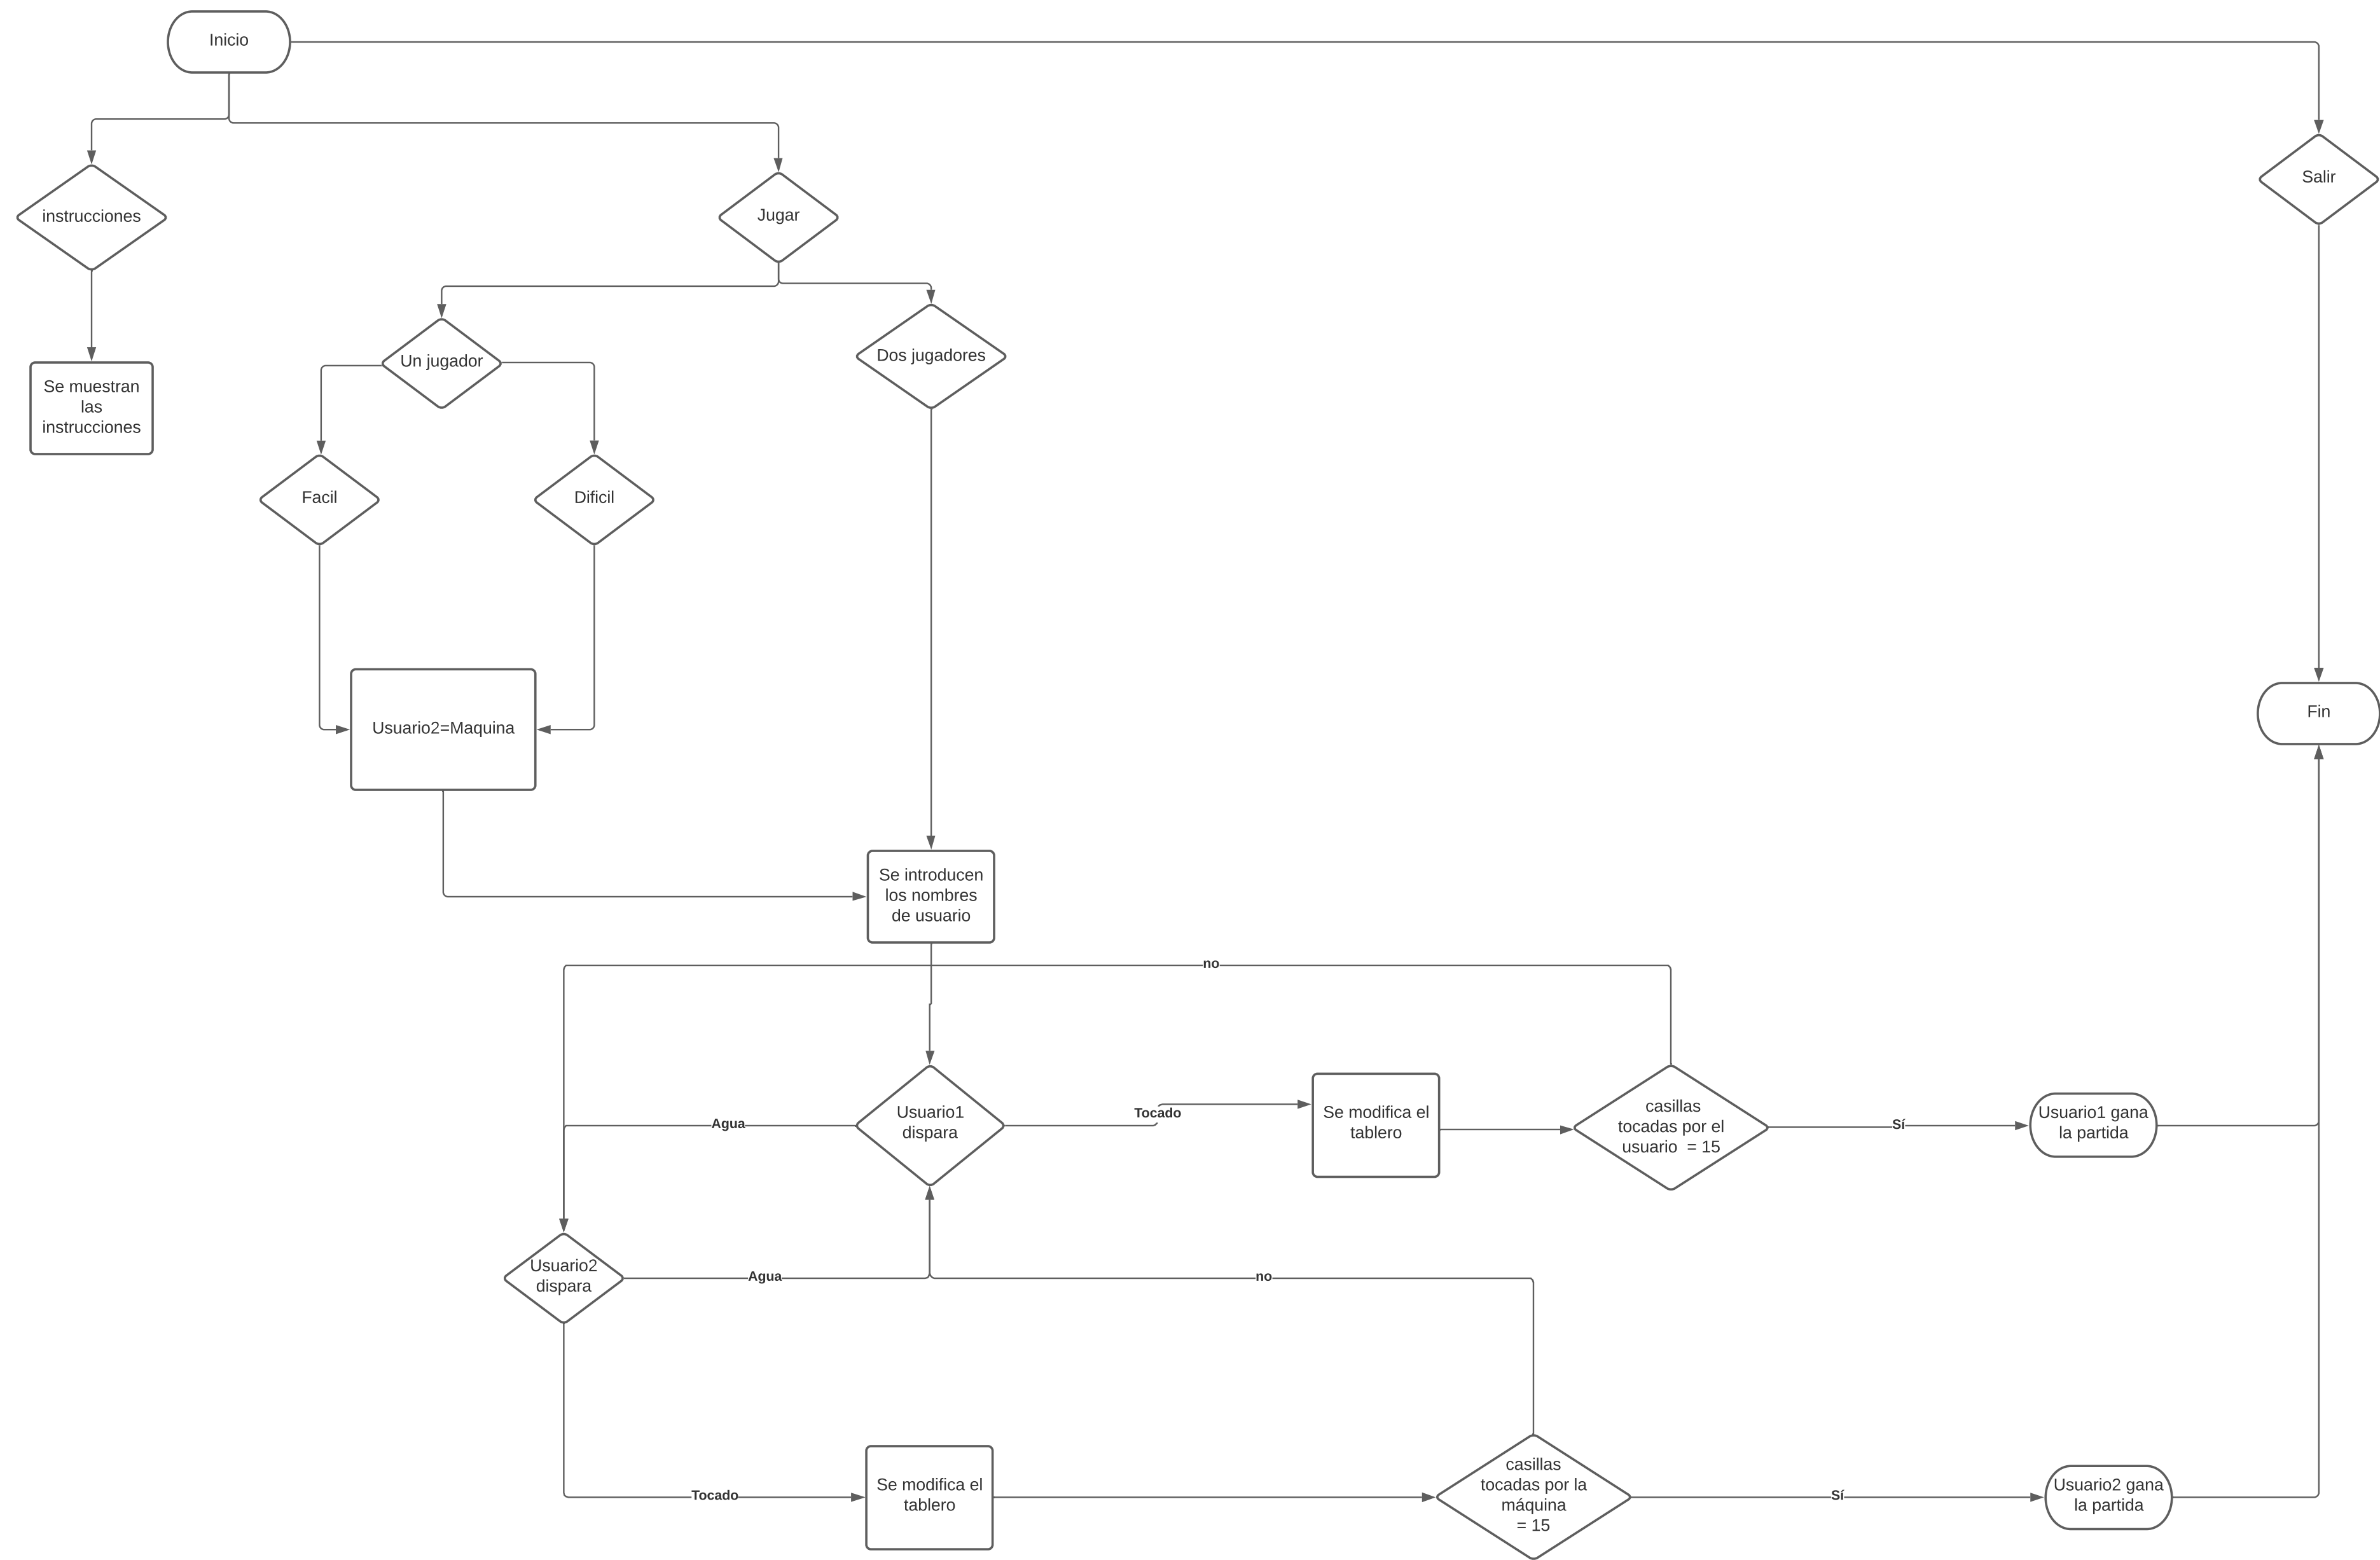 Inicio
Salir
instrucciones
Jugar
Un jugador
Dos jugadores
Se muestran
las
instrucciones
Facil
Dificil
Usuario2=Maquina
Fin
Se introducen
los nombres
de usuario
no
Agua
Usuario1
dispara
Tocado
Se modifica el
tablero
casillas
tocadas por el
usuario  = 15
Sí
Usuario1 gana
la partida
Usuario2
dispara
Agua
no
Tocado
Se modifica el
tablero
casillas
tocadas por la
máquina
= 15
Sí
Usuario2 gana
la partida